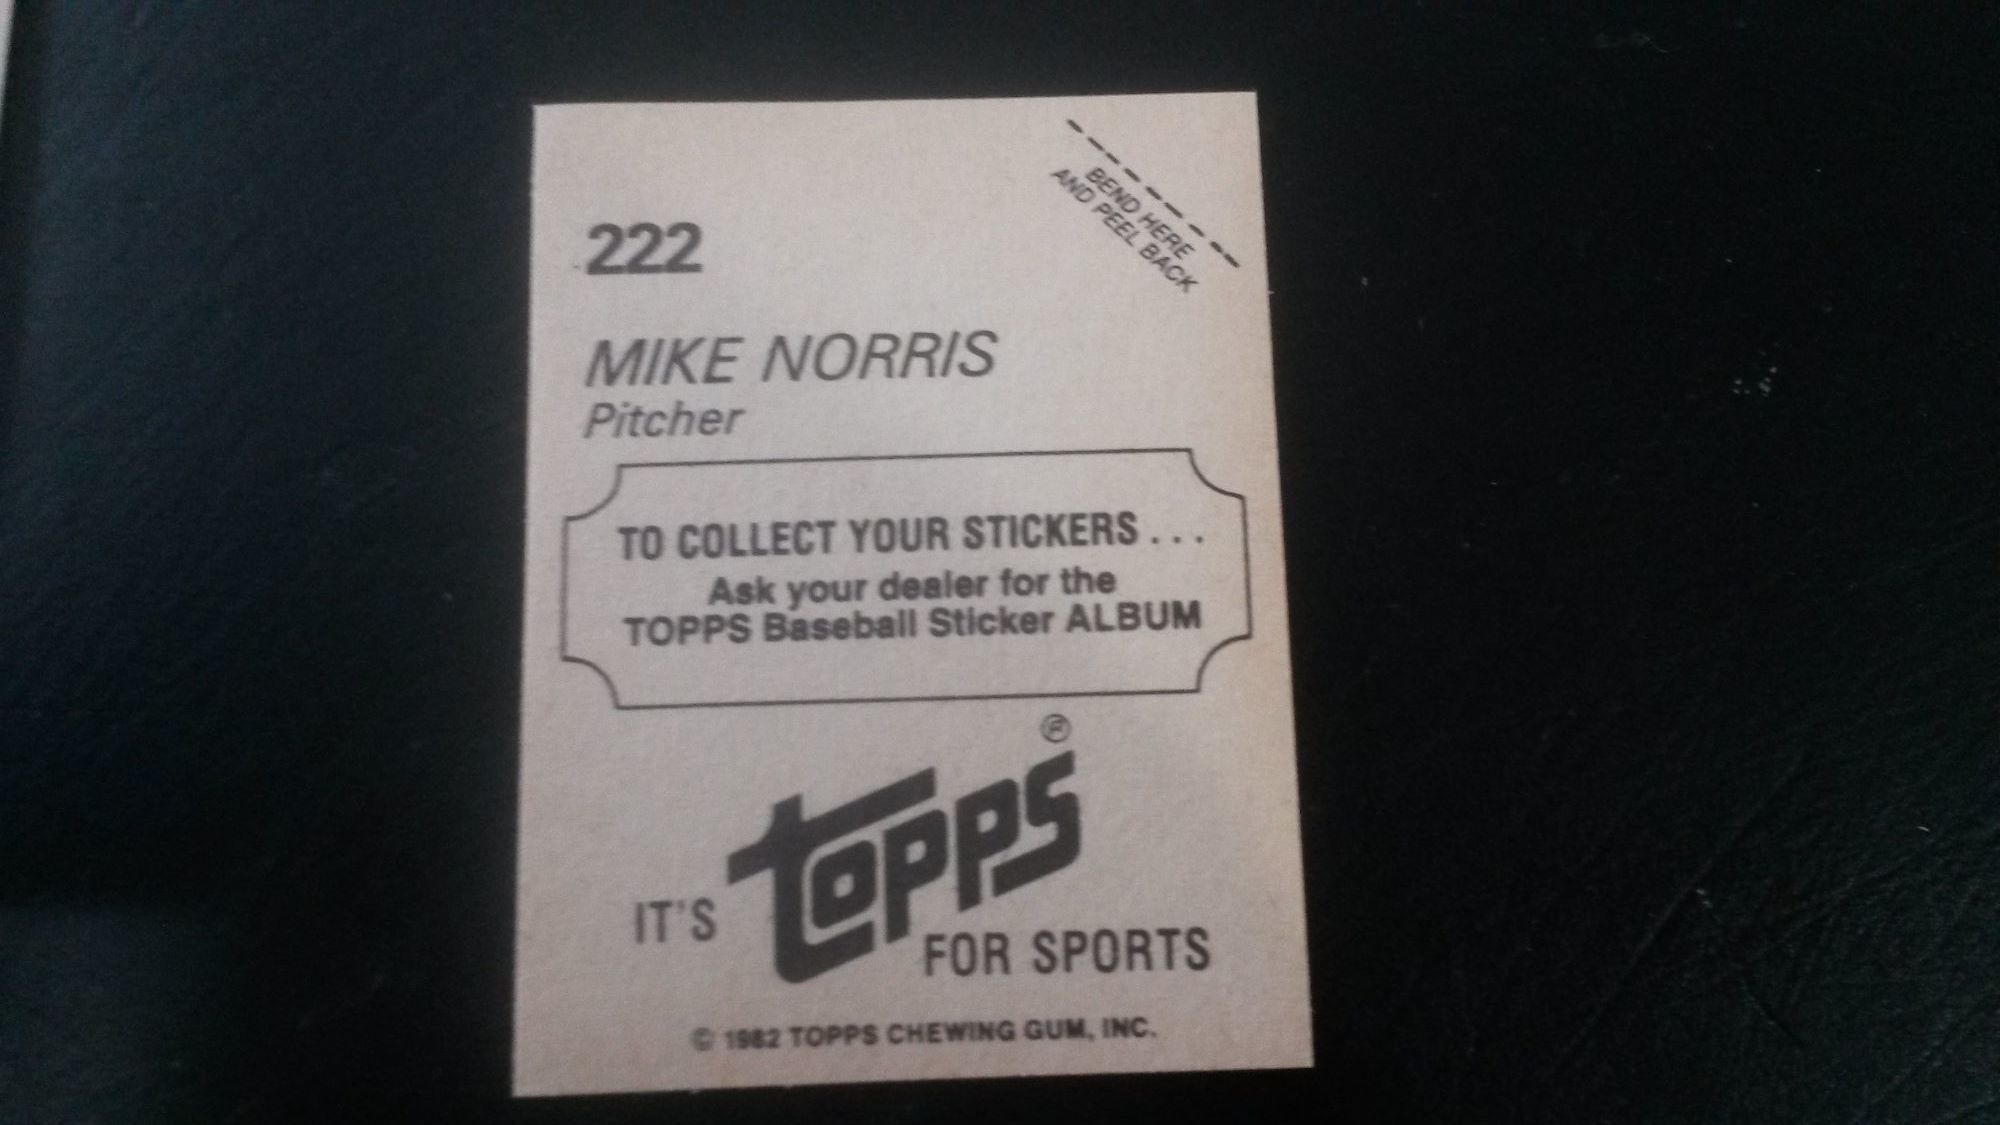 BEND HERE
AND PEEL BACK
222
MIKE NORRIS
Pitcher
TO COLLECT YOUR STICKERS . . .
Ask your dealer for the
TOPPS Baseball Sticker ALBUM
IT'S TOPPS ®
FOR SPORTS
© 1982 TOPPS CHEWING GUM, INC.